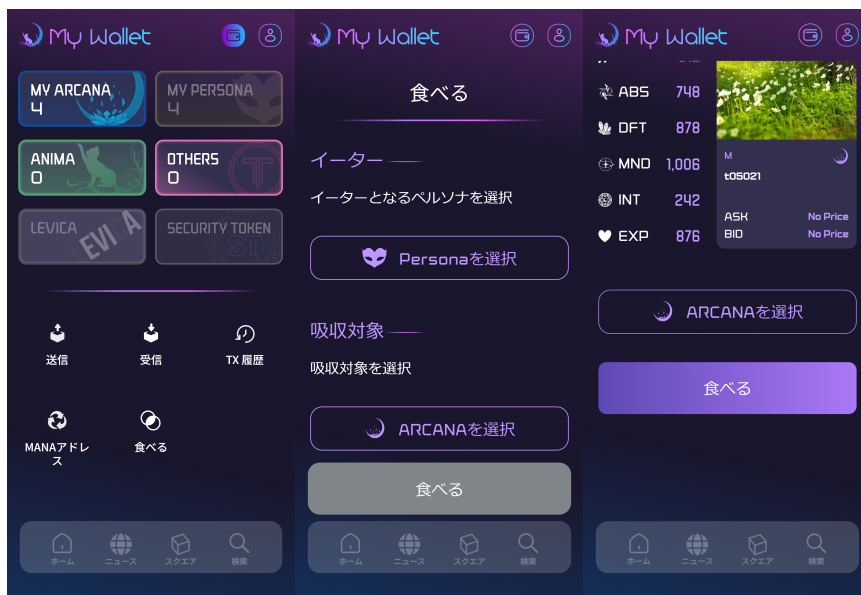 My Wallet
MY ARCANA
4
MY PERSONA
4
ANIMA
0
OTHERS
0
LEVICA
SECURITY TOKEN
送信
受信
TX 履歴
MANAアドレ
ス
食べる
ホーム
ニュース
スクエア
検索
My Wallet
食べる
イーター
イーターとなるペルソナを選択
Personaを選択
吸収対象
吸収対象を選択
ARCANAを選択
食べる
ホーム
ニュース
スクエア
検索
My Wallet
ABS 748
DFT 878
MND 1,006
INT 242
EXP 876
M
t05021
ASK No Price
BID No Price
ARCANAを選択
食べる
ホーム
ニュース
スクエア
検索